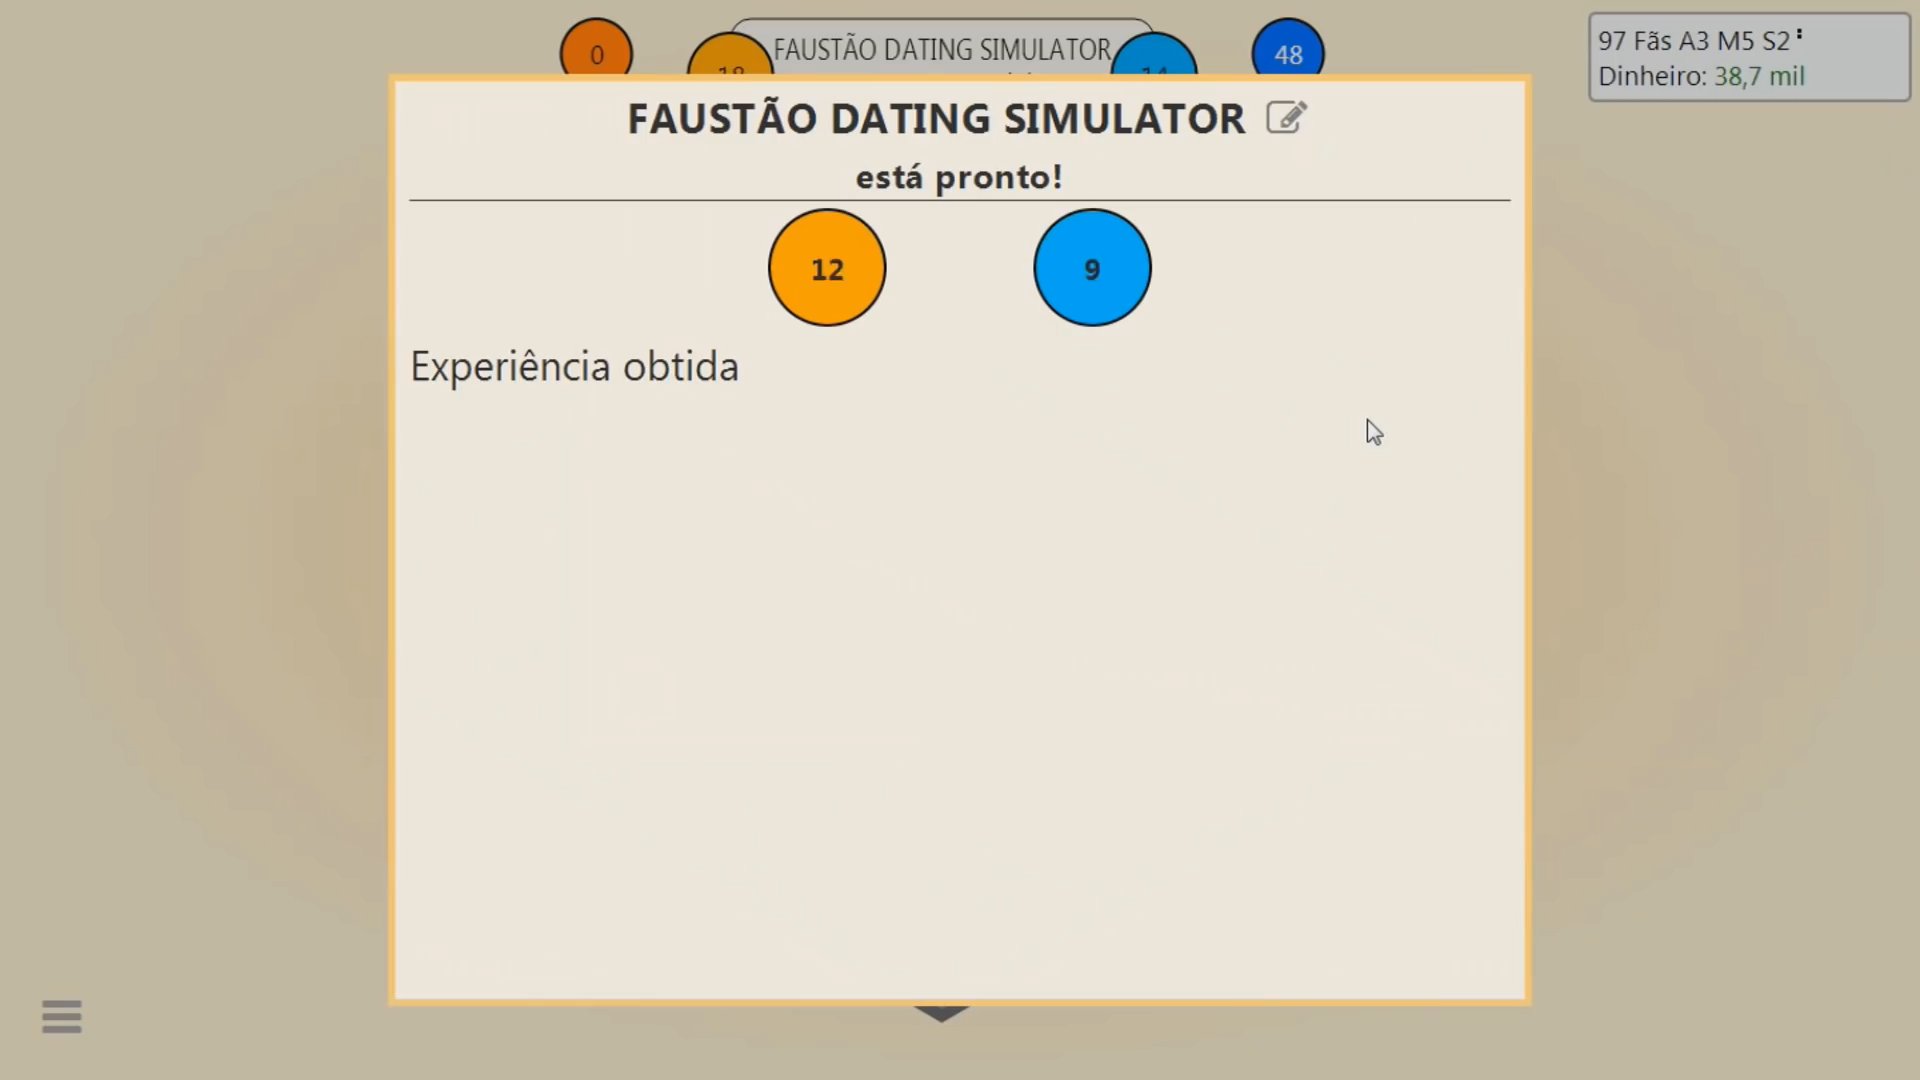 0
FAUSTÃO DATING SIMULATOR
48
97 Fãs A3 M5 S2
Dinheiro: 38,7 mil
FAUSTÃO DATING SIMULATOR
está pronto!
12
9
Experiência obtida